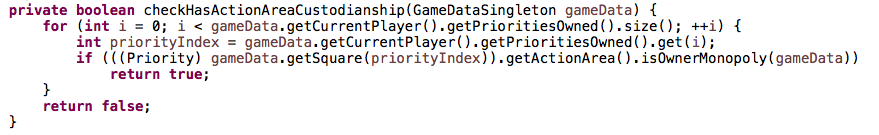 private boolean checkHasActionAreaCustodianship(GameDataSingleton gameData) {
    for (int i = 0; i < gameData.getCurrentPlayer().getPrioritiesOwned().size(); ++i) {
        int priorityIndex = gameData.getCurrentPlayer().getPrioritiesOwned().get(i);
        if (((Priority) gameData.getSquare(priorityIndex)).getActionArea().isOwnerMonopoly(gameData))
            return true;
    }
    return false;
}